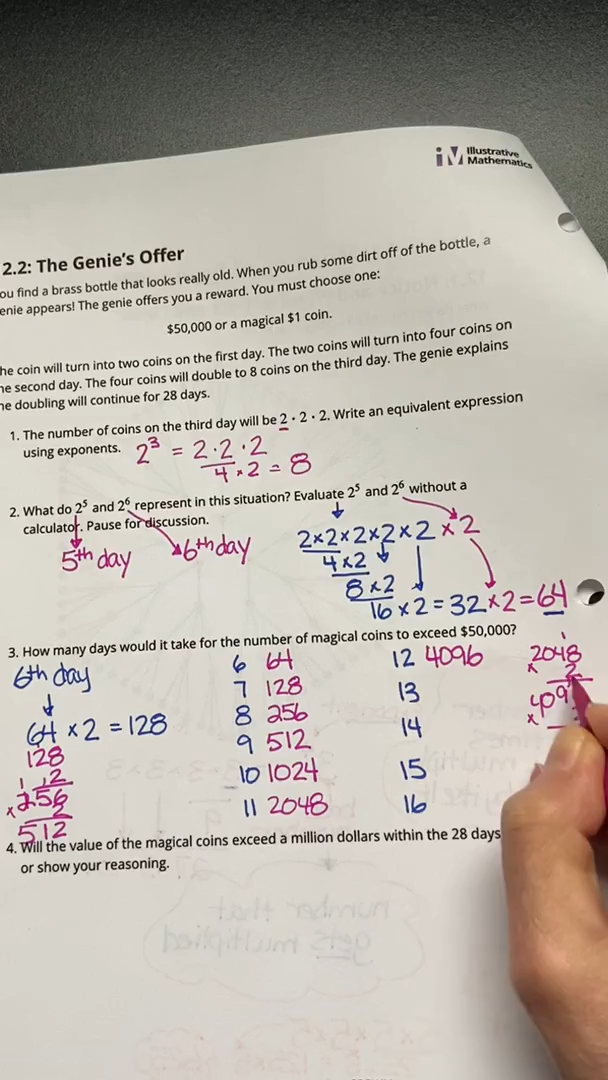 Illustrative
Mathematics
2.2: The Genie's Offer
ou find a brass bottle that looks really old. When you rub some dirt off of the bottle, a
enie appears! The genie offers you a reward. You must choose one:
$50,000 or a magical $1 coin.
he coin will turn into two coins on the first day. The two coins will turn into four coins on
he second day. The four coins will double to 8 coins on the third day. The genie explains
he doubling will continue for 28 days.
1. The number of coins on the third day will be 2 · 2 · 2. Write an equivalent expression
using exponents. 2³ = 2·2·2
4 × 2 = 8
2. What do 2⁵ and 2⁶ represent in this situation? Evaluate 2⁵ and 2⁶ without a
calculator. Pause for discussion.
5th day
6th day
2×2×2×2×2×2
4×2
8×2
16×2=32×2=64
3. How many days would it take for the number of magical coins to exceed $50,000?
6th day
64 × 2 = 128
128
2
×256
2
512
6 64
7 128
8 256
9 512
10 1024
11 2048
12 4096
13
14
15
16
1
2048
× 2
409
×
4. Will the value of the magical coins exceed a million dollars within the 28 days
or show your reasoning.